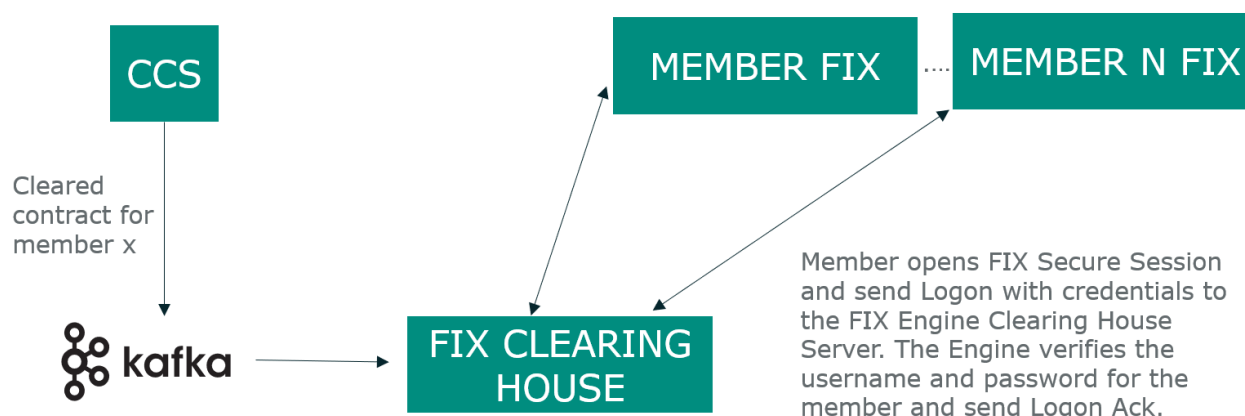 CCS
MEMBER FIX
....
MEMBER N FIX
Cleared
contract for
member x
kafka
FIX CLEARING
HOUSE
Member opens FIX Secure Session
and send Logon with credentials to
the FIX Engine Clearing House
Server. The Engine verifies the
username and password for the
member and send Logon Ack.